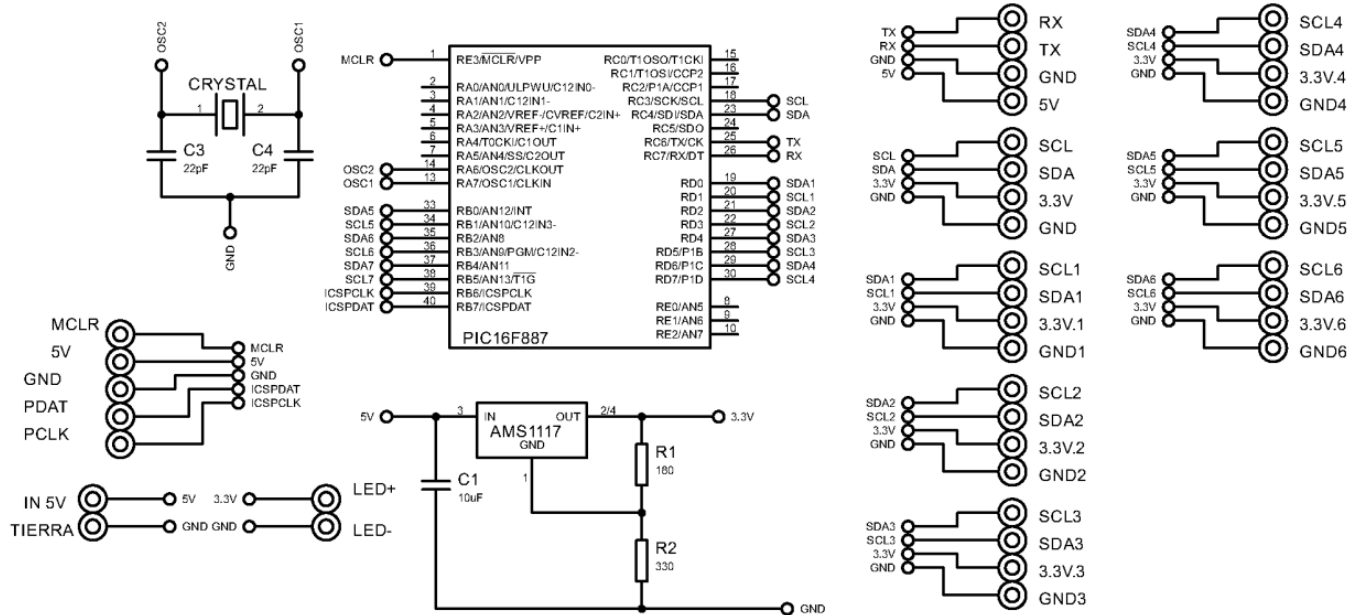 OSC2
OSC1
CRYSTAL
1
2
C3
22pF
C4
22pF
GND
MCLR
1
RE3/MCLR/VPP
2
RA0/AN0/ULPWU/C12IN0-
3
RA1/AN1/C12IN1-
4
RA2/AN2/VREF-/CVREF/C2IN+
5
RA3/AN3/VREF+/C1IN+
6
RA4/T0CKI/C1OUT
7
RA5/AN4/SS/C2OUT
OSC2
14
RA6/OSC2/CLKOUT
OSC1
13
RA7/OSC1/CLKIN
SDA5
33
RB0/AN12/INT
SCL5
34
RB1/AN10/C12IN3-
SDA6
35
RB2/AN8
SCL6
36
RB3/AN9/PGM/C12IN2-
SDA7
37
RB4/AN11
SCL7
38
RB5/AN13/T1G
ICSPCLK
39
RB6/ICSPCLK
ICSPDAT
40
RB7/ICSPDAT
RC0/T1OSO/T1CKI
15
RC1/T1OSI/CCP2
16
RC2/P1A/CCP1
17
RC3/SCK/SCL
18
SCL
RC4/SDI/SDA
23
SDA
RC5/SDO
24
RC6/TX/CK
25
TX
RC7/RX/DT
26
RX
RD0
19
SDA1
RD1
20
SCL1
RD2
21
SDA2
RD3
22
SCL2
RD4
27
SDA3
RD5/P1B
28
SCL3
RD6/P1C
29
SDA4
RD7/P1D
30
SCL4
RE0/AN5
8
RE1/AN6
9
RE2/AN7
10
PIC16F887
MCLR
5V
GND
PDAT
PCLK
MCLR
5V
GND
ICSPDAT
ICSPCLK
IN 5V
5V
3.3V
LED+
TIERRA
GND
GND
LED-
5V
3
IN
OUT
2/4
3.3V
AMS1117
GND
1
C1
10uF
R1
180
R2
330
GND
TX
RX
GND
5V
RX
TX
GND
5V
SCL
SDA
3.3V
GND
SCL
SDA
3.3V
GND
SDA1
SCL1
3.3V
GND
SCL1
SDA1
3.3V.1
GND1
SDA2
SCL2
3.3V
GND
SCL2
SDA2
3.3V.2
GND2
SDA3
SCL3
3.3V
GND
SCL3
SDA3
3.3V.3
GND3
SDA4
SCL4
3.3V
GND
SCL4
SDA4
3.3V.4
GND4
SDA5
SCL5
3.3V
GND
SCL5
SDA5
3.3V.5
GND5
SDA6
SCL6
3.3V
GND
SCL6
SDA6
3.3V.6
GND6